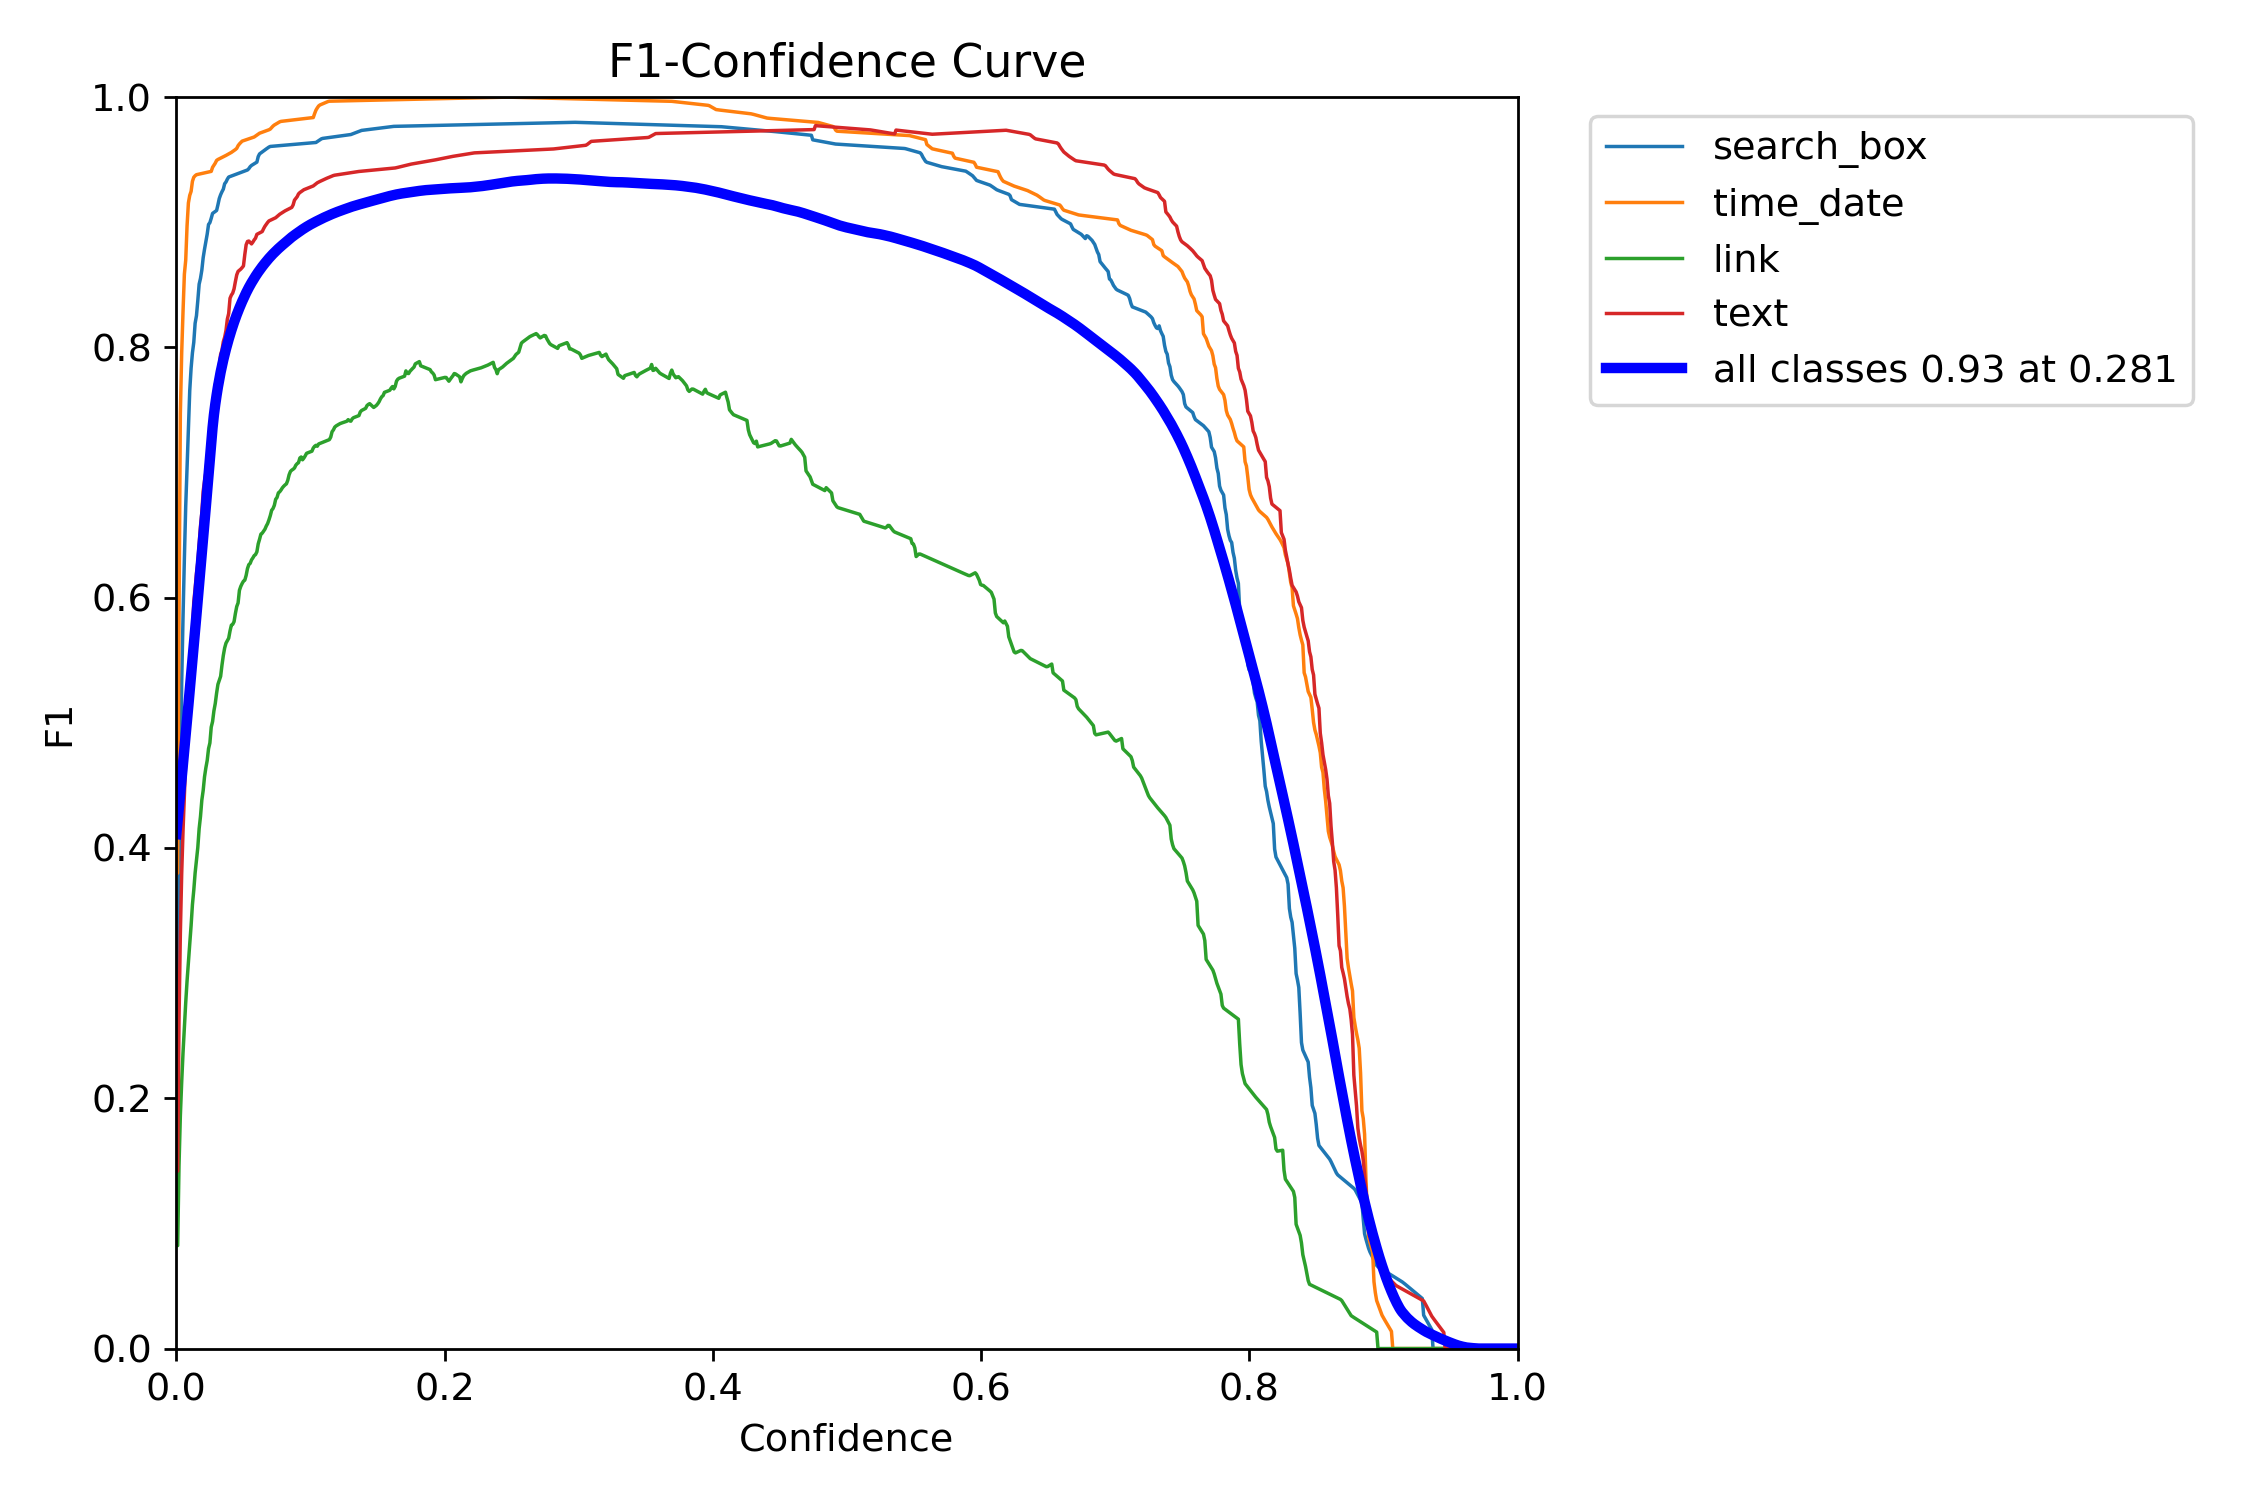 F1-Confidence Curve
1.0
0.8
0.6
0.4
0.2
0.0
F1
0.0 0.2 0.4 0.6 0.8 1.0
Confidence
search_box
time_date
link
text
all classes 0.93 at 0.281